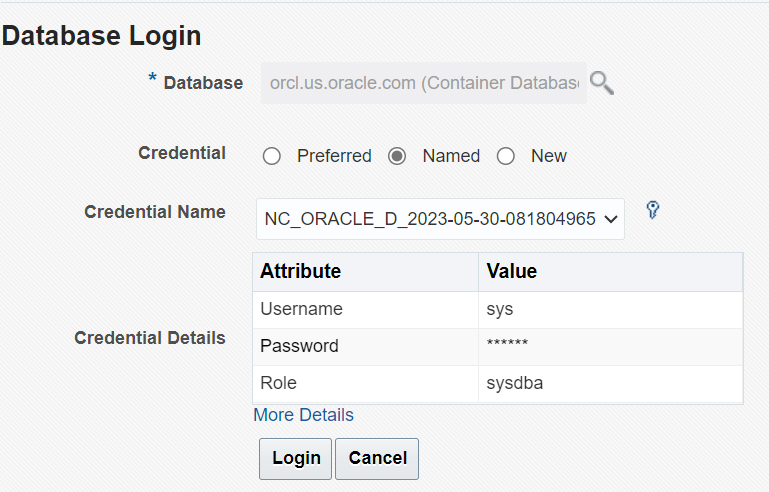 Database Login
* Database orcl.us.oracle.com (Container Databas
Credential Preferred Named New
Credential Name NC_ORACLE_D_2023-05-30-081804965
Attribute Value
Username sys
Credential Details
Password ******
Role sysdba
More Details
Login Cancel